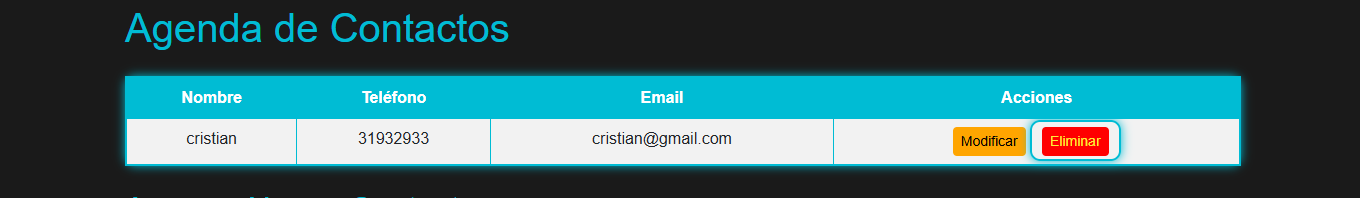 Agenda de Contactos
Nombre Teléfono Email Acciones
cristian 31932933 cristian@gmail.com Modificar Eliminar